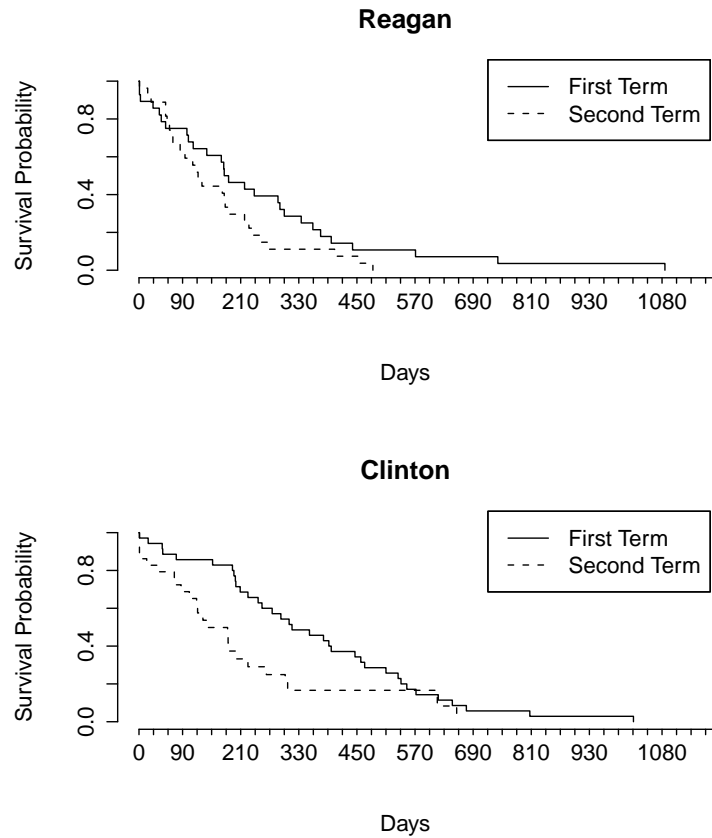 Reagan
First Term
Second Term
Survival Probability
0.0 0.4 0.8
0 90 210 330 450 570 690 810 930 1080
Days
Clinton
First Term
Second Term
Survival Probability
0.0 0.4 0.8
0 90 210 330 450 570 690 810 930 1080
Days